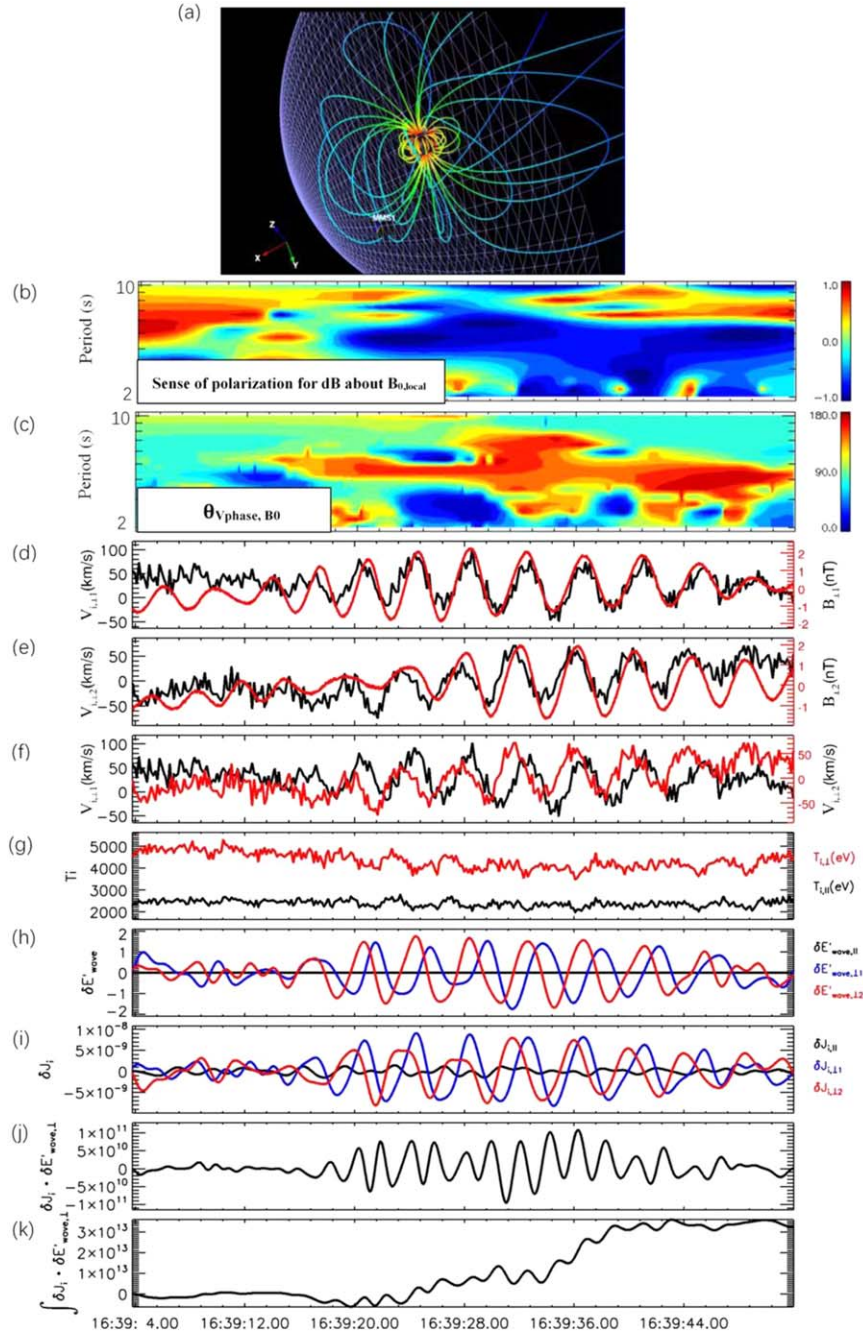 (a)
MMS1
Z
X
Y
(b)
10
Period (s)
2
Sense of polarization for dB about B0,local
1.0
0.0
−1.0
(c)
10
Period (s)
2
θVphase, B0
180.0
90.0
0.0
(d)
Vi,⊥1(km/s)
100
50
0
−50
2
1
0
-1
-2
B⊥1(nT)
(e)
Vi,⊥2(km/s)
50
0
−50
2
1
0
-1
B⊥2(nT)
(f)
Vi,⊥1(km/s)
100
50
0
−50
50
0
-50
Vi,⊥2(km/s)
(g)
Ti
5000
4000
3000
2000
Ti,⊥(eV)
Ti,||(eV)
(h)
δE'wave
2
1
0
−1
−2
δE'wave,||
δE'wave,⊥1
δE'wave,⊥2
(i)
δJi
1×10⁻⁸
5×10⁻⁹
0
−5×10⁻⁹
δJi,||
δJi,⊥1
δJi,⊥2
(j)
δJi • δE'wave,⊥
1×10¹¹
5×10¹⁰
0
−5×10¹⁰
−1×10¹¹
(k)
∫ δJi • δE'wave,⊥
3×10¹³
2×10¹³
1×10¹³
0
16:39: 4.00 16:39:12.00 16:39:20.00 16:39:28.00 16:39:36.00 16:39:44.00